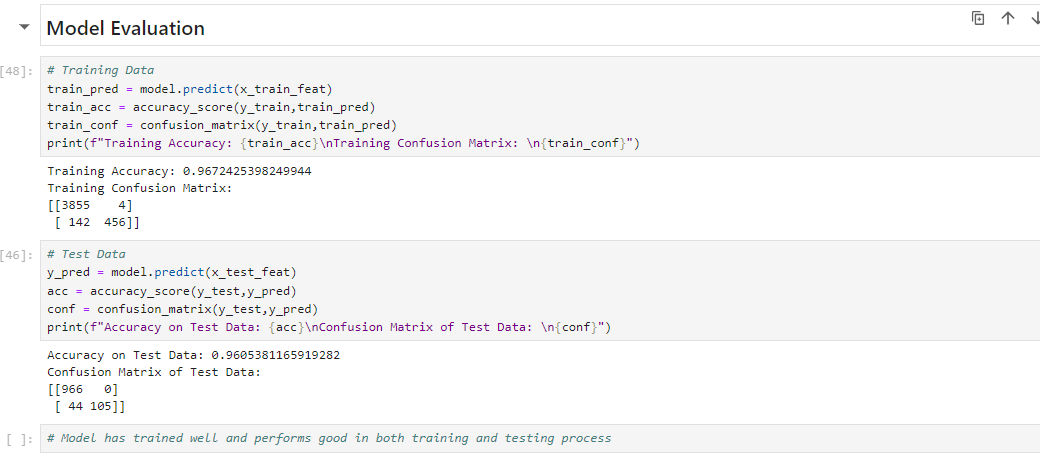 Model Evaluation
[48]:
# Training Data
train_pred = model.predict(x_train_feat)
train_acc = accuracy_score(y_train,train_pred)
train_conf = confusion_matrix(y_train,train_pred)
print(f"Training Accuracy: {train_acc}\nTraining Confusion Matrix: \n{train_conf}")
Training Accuracy: 0.9672425398249944
Training Confusion Matrix:
[[3855    4]
 [ 142  456]]
[46]:
# Test Data
y_pred = model.predict(x_test_feat)
acc = accuracy_score(y_test,y_pred)
conf = confusion_matrix(y_test,y_pred)
print(f"Accuracy on Test Data: {acc}\nConfusion Matrix of Test Data: \n{conf}")
Accuracy on Test Data: 0.9605381165919282
Confusion Matrix of Test Data:
[[966   0]
 [ 44 105]]
[ ]:
# Model has trained well and performs good in both training and testing process